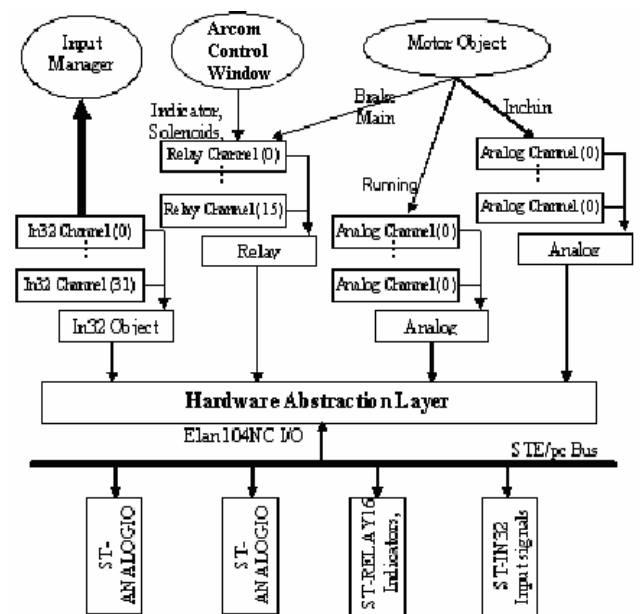 Input
Manager
Arcom
Control
Window
Motor Object
Indicator,
Solenoids,
Brake
Main
Inchin
Running
Relay Channel (0)
Relay Channel (15)
Relay
Analog Channel (0)
Analog Channel (0)
Analog
In32 Channel (0)
In32 Channel (31)
In32 Object
Analog Channel (0)
Analog Channel (0)
Analog
Hardware Abstraction Layer
Elan104NC I/O
STE/pc Bus
ST-
ANALOGIO
ST-
ANALOGIO
ST-RELAY16
Indicators,
ST-IN32
Input signals